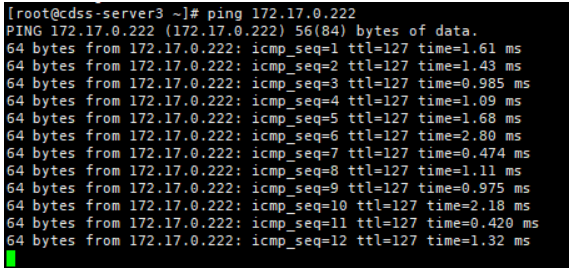 [root@cdss-server3 ~]# ping 172.17.0.222
PING 172.17.0.222 (172.17.0.222) 56(84) bytes of data.
64 bytes from 172.17.0.222: icmp_seq=1 ttl=127 time=1.61 ms
64 bytes from 172.17.0.222: icmp_seq=2 ttl=127 time=1.43 ms
64 bytes from 172.17.0.222: icmp_seq=3 ttl=127 time=0.985 ms
64 bytes from 172.17.0.222: icmp_seq=4 ttl=127 time=1.09 ms
64 bytes from 172.17.0.222: icmp_seq=5 ttl=127 time=1.68 ms
64 bytes from 172.17.0.222: icmp_seq=6 ttl=127 time=2.80 ms
64 bytes from 172.17.0.222: icmp_seq=7 ttl=127 time=0.474 ms
64 bytes from 172.17.0.222: icmp_seq=8 ttl=127 time=1.11 ms
64 bytes from 172.17.0.222: icmp_seq=9 ttl=127 time=0.975 ms
64 bytes from 172.17.0.222: icmp_seq=10 ttl=127 time=2.18 ms
64 bytes from 172.17.0.222: icmp_seq=11 ttl=127 time=0.420 ms
64 bytes from 172.17.0.222: icmp_seq=12 ttl=127 time=1.32 ms